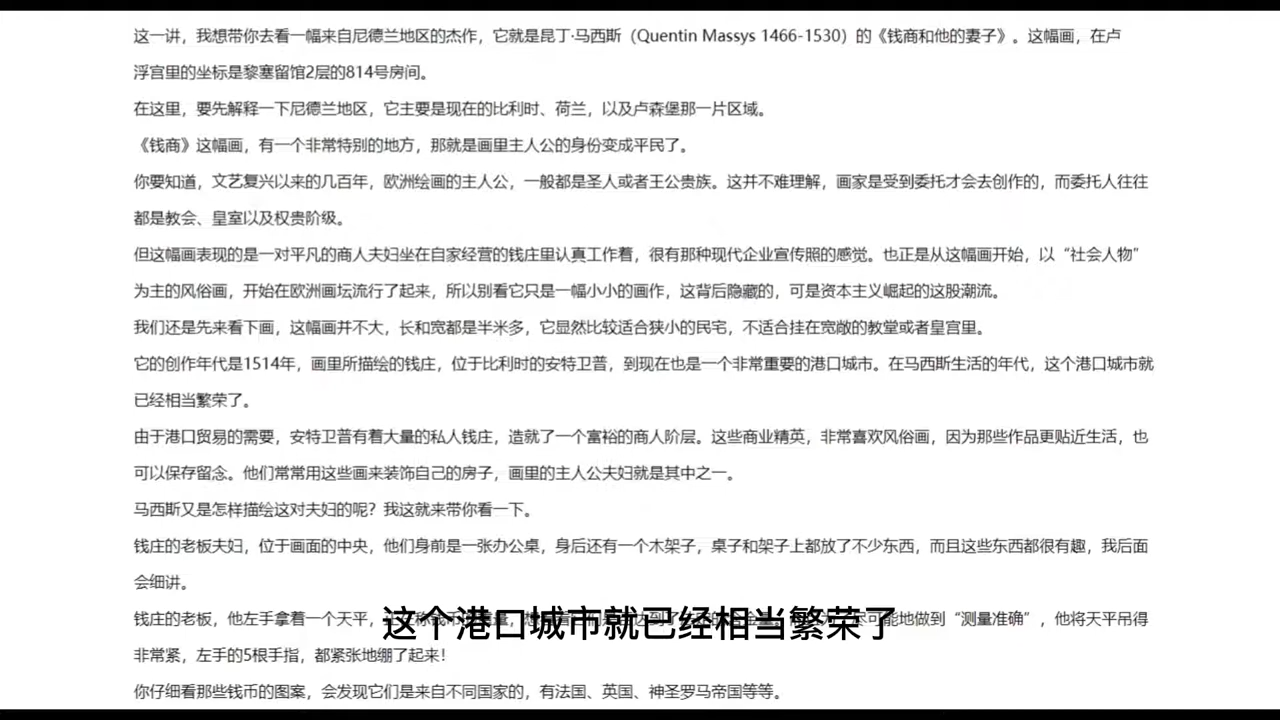 这一讲，我想带你去看一幅来自尼德兰地区的杰作，它就是昆丁·马西斯（Quentin Massys 1466-1530）的《钱商和他的妻子》。这幅画，在卢
浮宫里的坐标是黎塞留馆2层的814号房间。
在这里，要先解释一下尼德兰地区，它主要是现在的比利时、荷兰，以及卢森堡那一片区域。
《钱商》这幅画，有一个非常特别的地方，那就是画里主人公的身份变成平民了。
你要知道，文艺复兴以来的几百年，欧洲绘画的主人公，一般都是圣人或者王公贵族。这并不难理解，画家是受到委托才会去创作的，而委托人往往
都是教会、皇室以及权贵阶级。
但这幅画表现的是一对平凡的商人夫妇坐在自家经营的钱庄里认真工作着，很有那种现代企业宣传照的感觉。也正是从这幅画开始，以“社会人物”
为主的风俗画，开始在欧洲画坛流行了起来，所以别看它只是一幅小小的画作，这背后隐藏的，可是资本主义崛起的这股潮流。
我们还是先来看下画，这幅画并不大，长和宽都是半米多，它显然比较适合狭小的民宅，不适合挂在宽敞的教堂或者皇宫里。
它的创作年代是1514年，画里所描绘的钱庄，位于比利时的安特卫普，到现在也是一个非常重要的港口城市。在马西斯生活的年代，这个港口城市就
已经相当繁荣了。
由于港口贸易的需要，安特卫普有着大量的私人钱庄，造就了一个富裕的商人阶层。这些商业精英，非常喜欢风俗画，因为那些作品更贴近生活，也
可以保存留念。他们常常用这些画来装饰自己的房子，画里的主人公夫妇就是其中之一。
马西斯又是怎样描绘这对夫妇的呢？我这就来带你看一下。
钱庄的老板夫妇，位于画面的中央，他们身前是一张办公桌，身后还有一个木架子，桌子和架子上都放了不少东西，而且这些东西都很有趣，我后面
会细讲。
钱庄的老板，他左手拿着一个天平，尽可能地做到“测量准确”，他将天平吊得
这个港口城市就已经相当繁荣了
非常紧，左手的5根手指，都紧张地绷了起来！
你仔细看那些钱币的图案，会发现它们是来自不同国家的，有法国、英国、神圣罗马帝国等等。